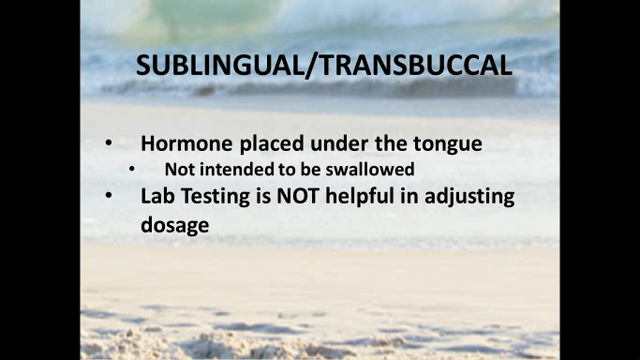 SUBLINGUAL/TRANSBUCCAL
• Hormone placed under the tongue
• Not intended to be swallowed
• Lab Testing is NOT helpful in adjusting
dosage